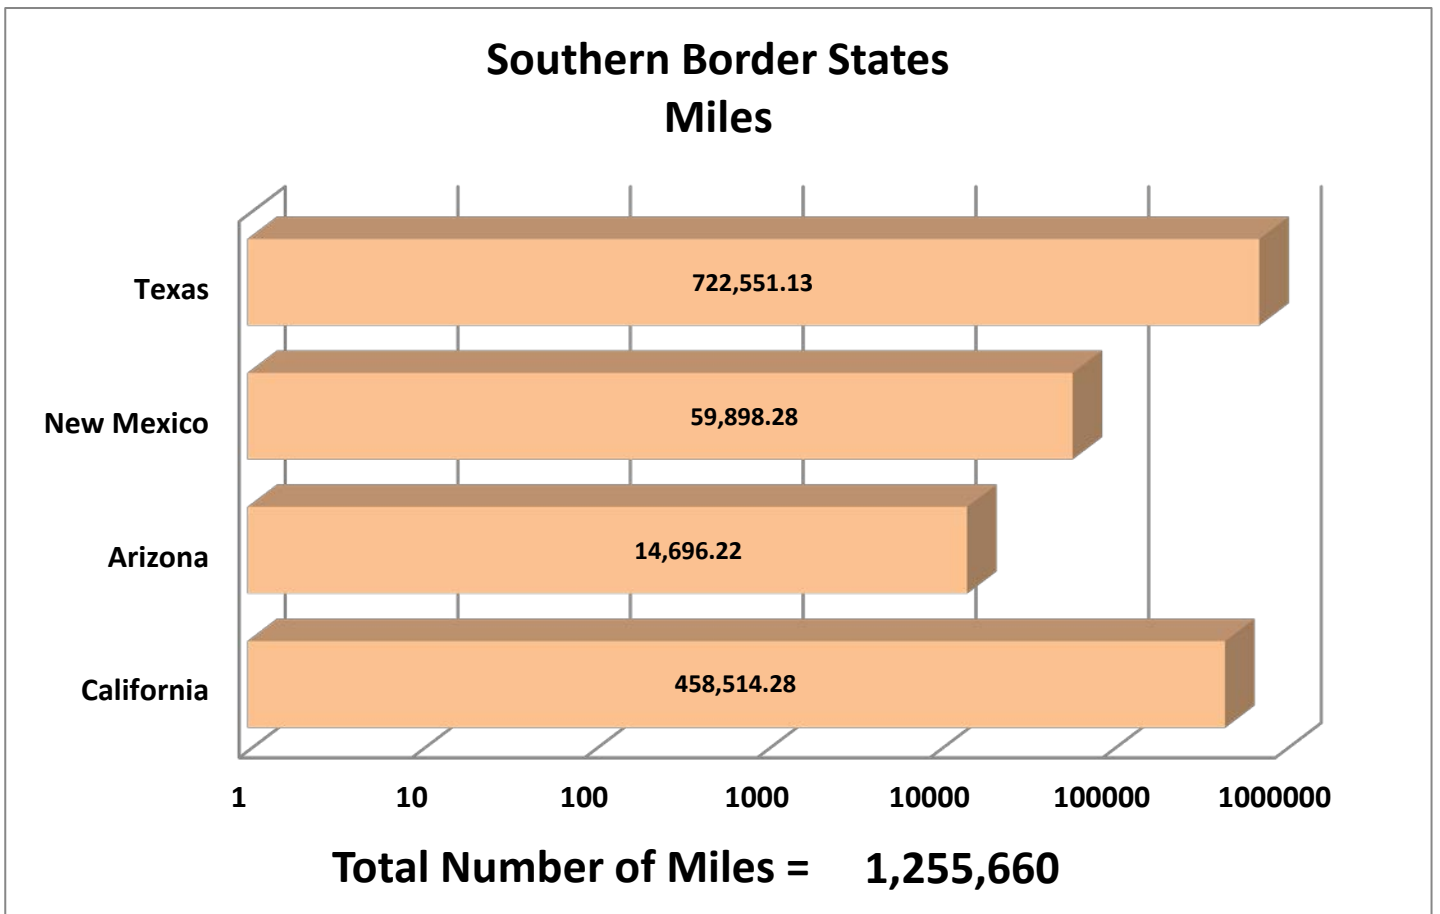 Southern Border States
Miles
Texas
722,551.13
New Mexico
59,898.28
Arizona
14,696.22
California
458,514.28
1 10 100 1000 10000 100000 1000000
Total Number of Miles = 1,255,660